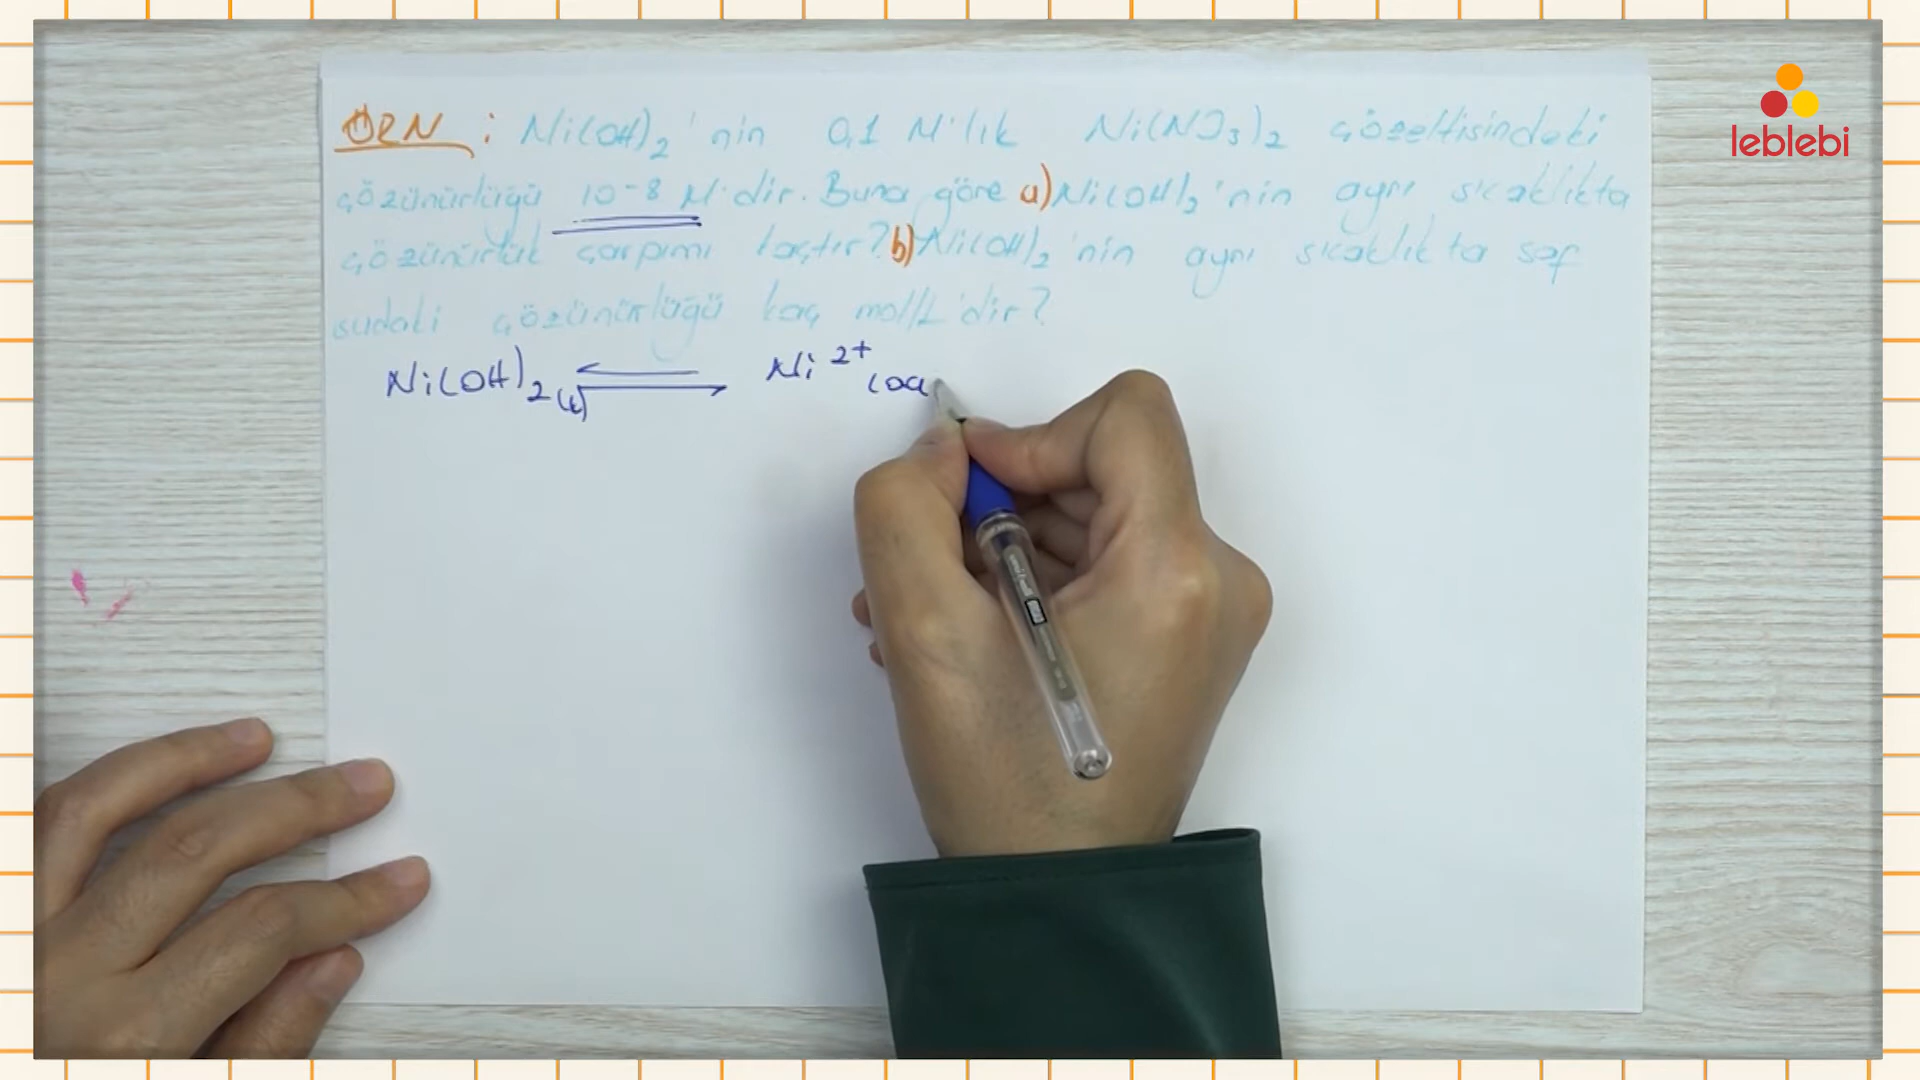 ÖRN : Ni(OH)₂'nin 0,1 M'lık Ni(NO₃)₂ çözeltisindeki
çözünürlüğü 10-8 M'dir. Buna göre a) Ni(OH)₂'nin aynı sıcaklıkta
çözünürlük çarpımı kaçtır? b) Ni(OH)₂'nin aynı sıcaklıkta saf
sudaki çözünürlüğü kaç mol/L'dir?
Ni(OH)₂(k) ⇌ Ni²⁺(aq
leblebi